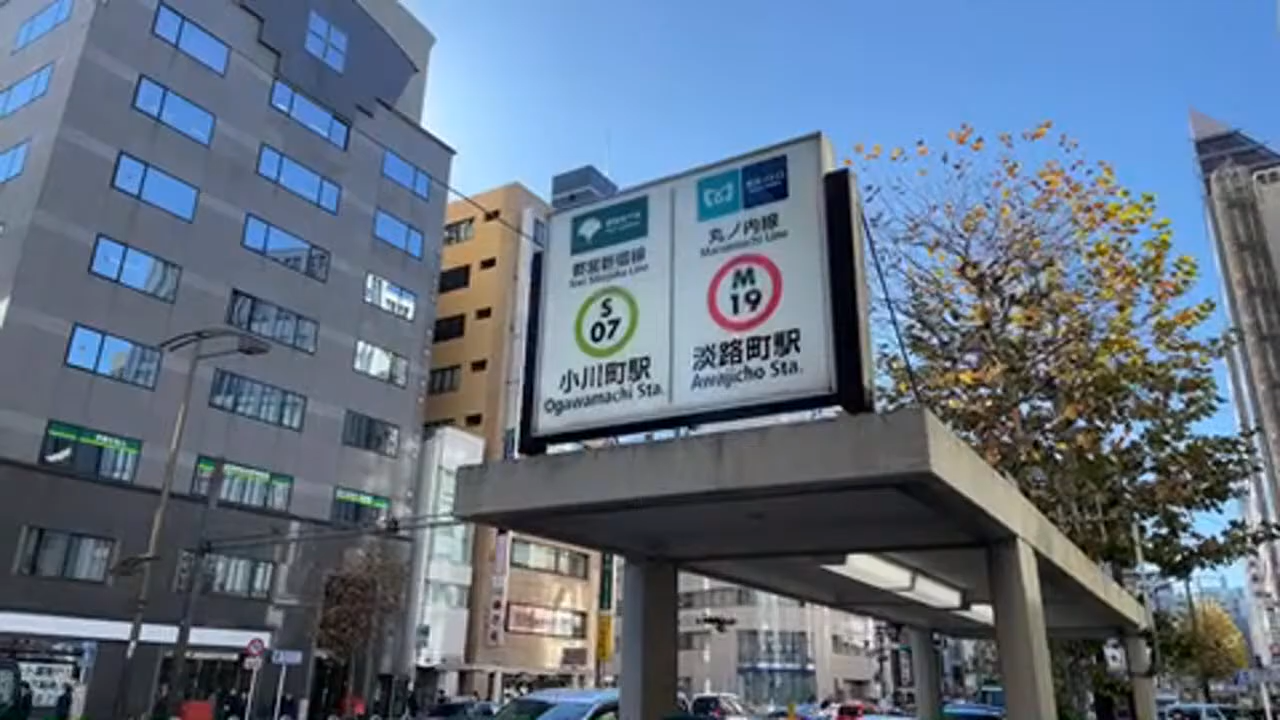 都営新宿線
Toei Shinjuku Line
S
07
小川町駅
Ogawamachi Sta.
丸ノ内線
Marunouchi Line
M
19
淡路町駅
Awajicho Sta.